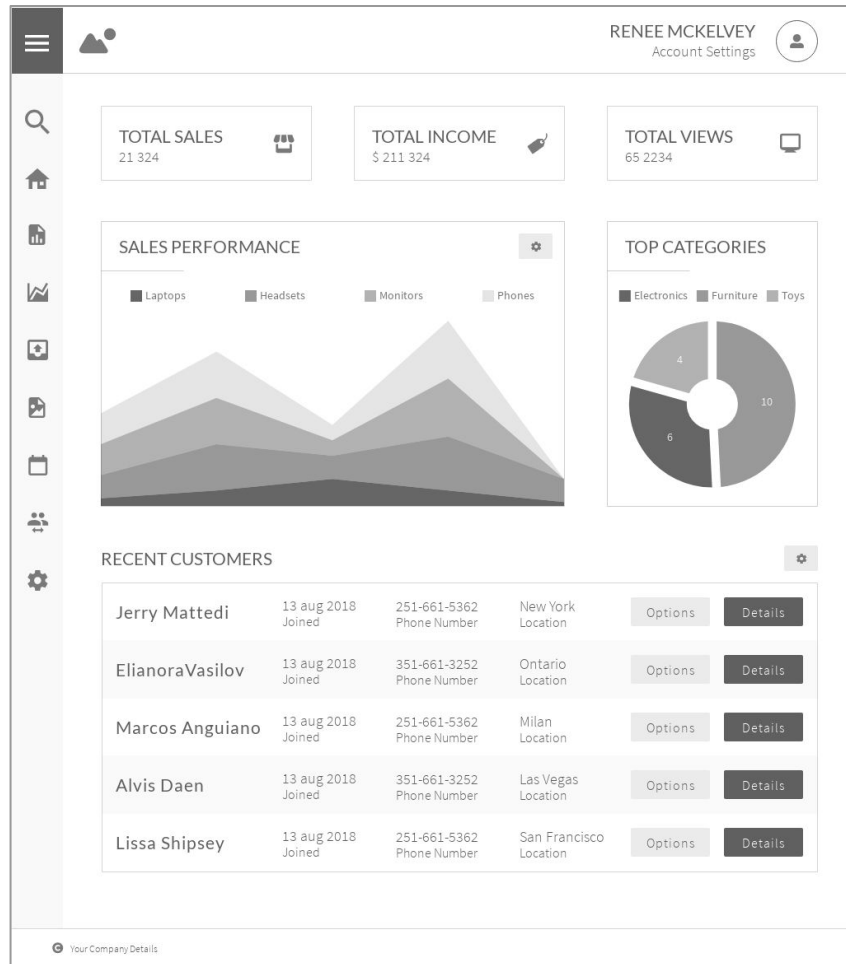 RENEE MCKELVEY
Account Settings
TOTAL SALES
21 324
TOTAL INCOME
$ 211 324
TOTAL VIEWS
65 2234
SALES PERFORMANCE
Laptops Headsets Monitors Phones
TOP CATEGORIES
Electronics Furniture Toys
4
10
6
RECENT CUSTOMERS
Jerry Mattedi
13 aug 2018
Joined
251-661-5362
Phone Number
New York
Location
Options
Details
ElianoraVasilov
13 aug 2018
Joined
351-661-3252
Phone Number
Ontario
Location
Options
Details
Marcos Anguiano
13 aug 2018
Joined
251-661-5362
Phone Number
Milan
Location
Options
Details
Alvis Daen
13 aug 2018
Joined
351-661-3252
Phone Number
Las Vegas
Location
Options
Details
Lissa Shipsey
13 aug 2018
Joined
251-661-5362
Phone Number
San Francisco
Location
Options
Details
Your Company Details